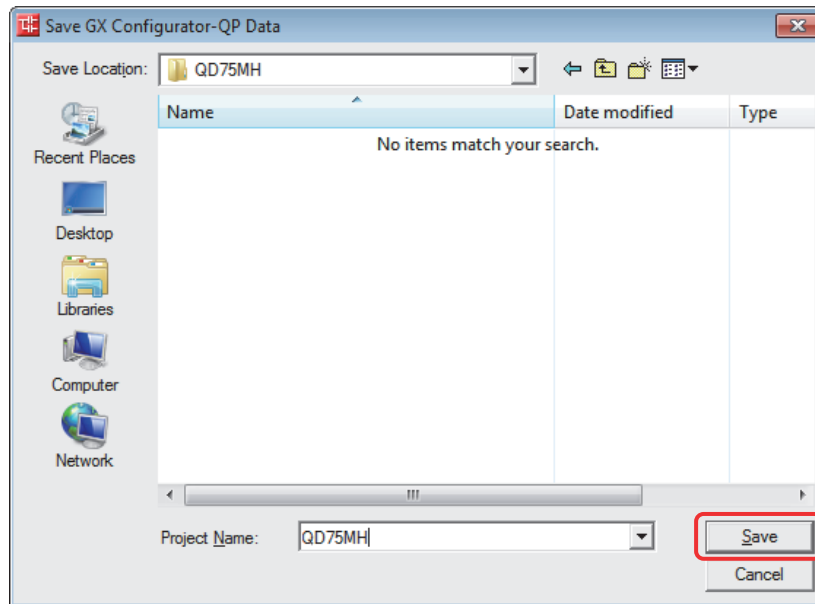 Save GX Configurator-QP Data
Save Location: QD75MH
Name Date modified Type
No items match your search.
Recent Places
Desktop
Libraries
Computer
Network
Project Name: QD75MH Save
Cancel